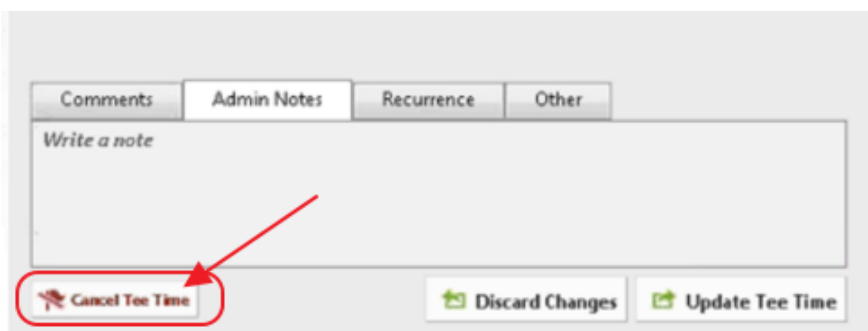 Comments Admin Notes Recurrence Other
Write a note
Cancel Tee Time Discard Changes Update Tee Time